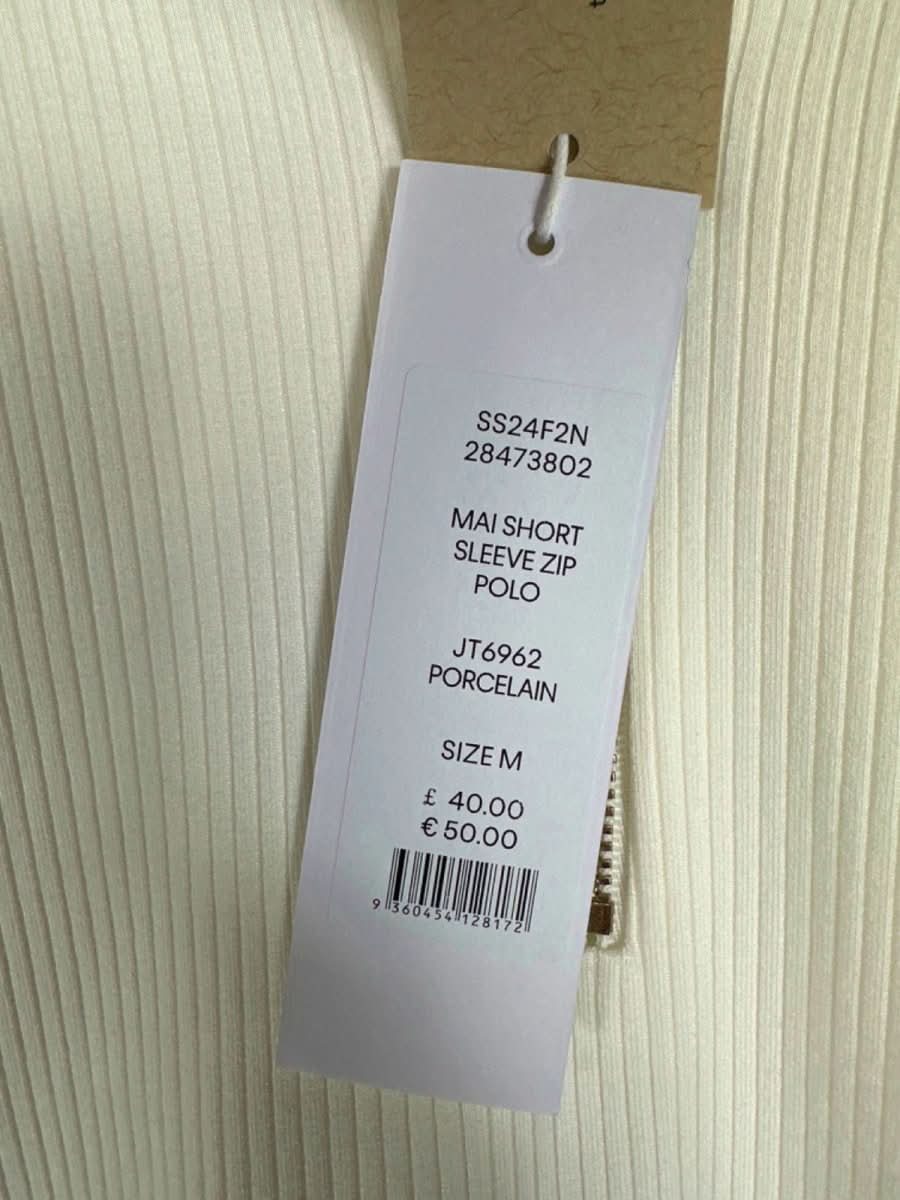 SS24F2N
28473802
MAI SHORT
SLEEVE ZIP
POLO
JT6962
PORCELAIN
SIZE M
£ 40.00
€ 50.00
9 360454 128172